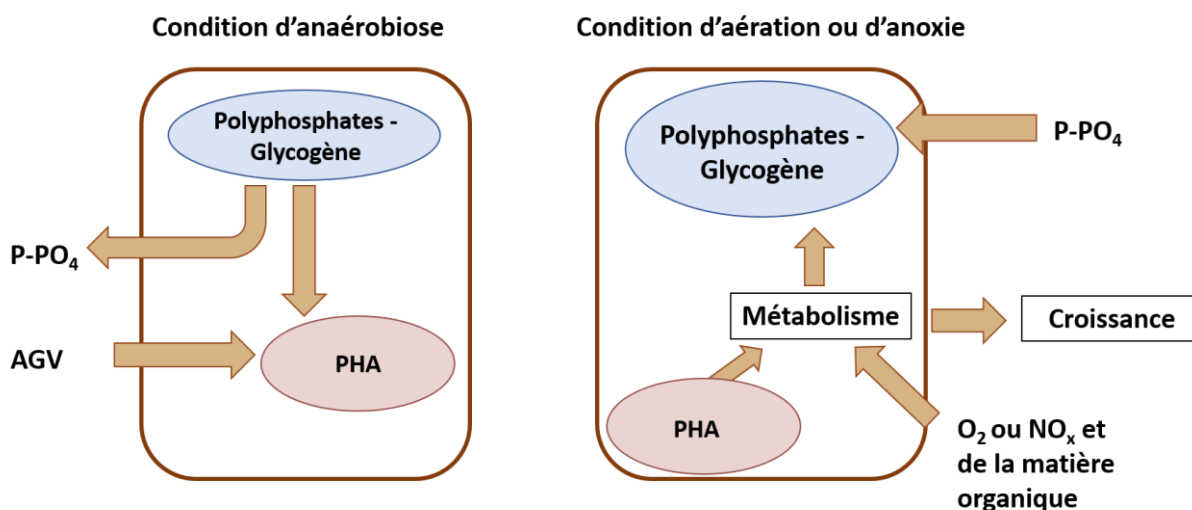 Condition d'anaérobiose
Polyphosphates -
Glycogène
P-PO₄
AGV
PHA
Condition d'aération ou d'anoxie
Polyphosphates -
Glycogène
P-PO₄
Métabolisme
Croissance
PHA
O₂ ou NOₓ et
de la matière
organique